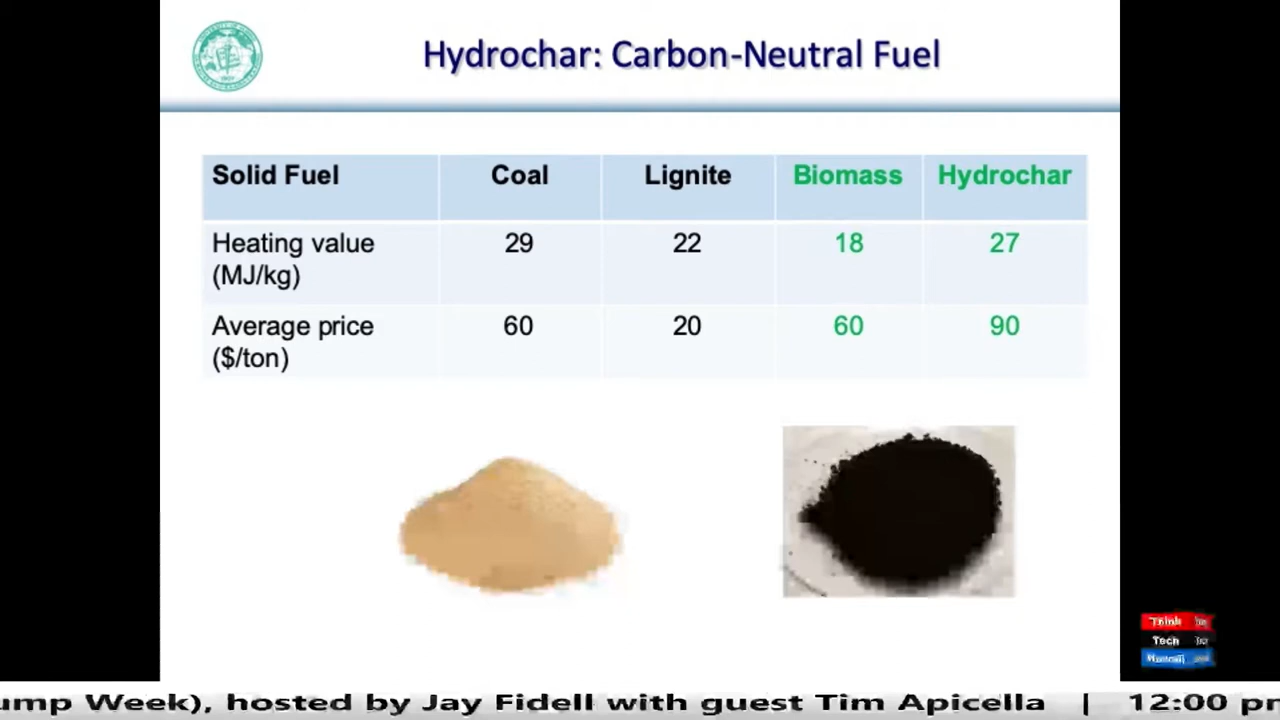 Hydrochar: Carbon-Neutral Fuel
Solid Fuel Coal Lignite Biomass Hydrochar
Heating value (MJ/kg) 29 22 18 27
Average price ($/ton) 60 20 60 90
Think
Tech
Hawaii
ump Week), hosted by Jay Fidell with guest Tim Apicella | 12:00 pr